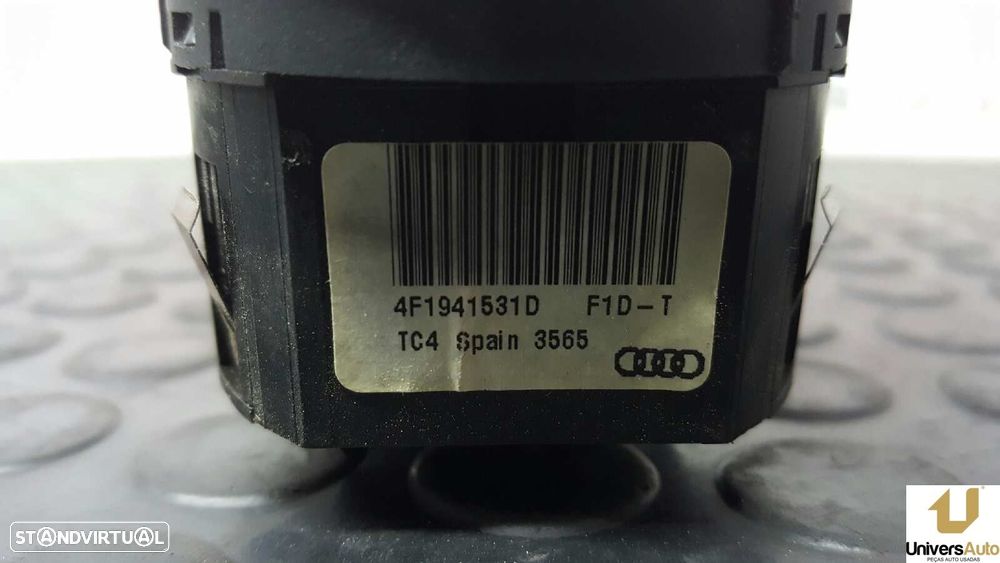 4F1941531D F1D-T
TC4 Spain 3565
STANDVIRTUAL
UniversAuto
PEÇAS AUTO USADAS